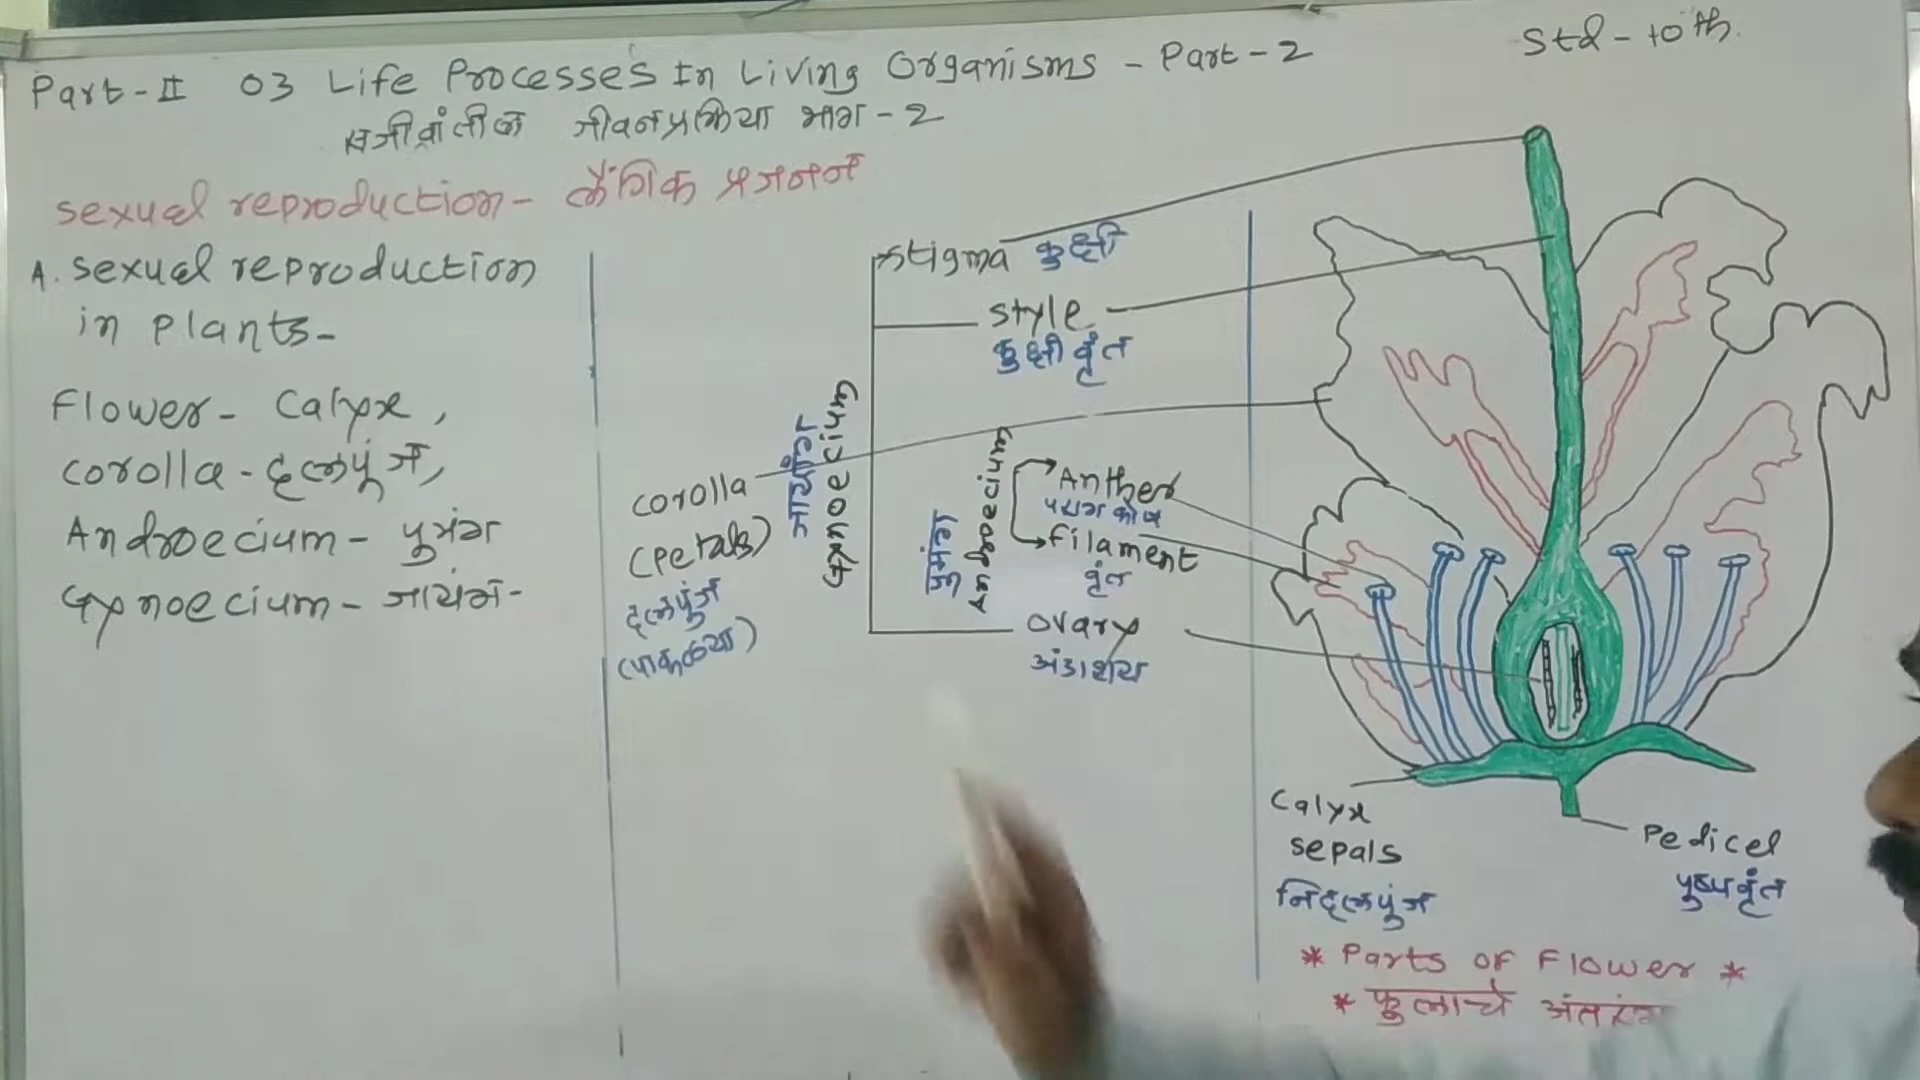 Part-II 03 Life Processes In Living Organisms - Part-2
Std-10th.
सजीवांतील जीवनप्रक्रिया भाग-2
sexual reproduction- लैंगिक प्रजनन
A. sexual reproduction
in plants-
Flower- Calyx,
corolla-दलपूंज,
Androecium- पुमंग
Gynoecium- जायांग-
corolla
(Petals)
दलपूंज
(पाकळ्या)
जायांग
Gynoecium
stigma कुक्षी
style
कुक्षी वृंत
पुमंग
Androecium
Anther
परागकोष
filament
वृंत
ovary
अंडाशय
Calyx
sepals
निदलपूंज
Pedicel
पुष्पवृंत
* Parts of Flower *
* फुलाचे अंतरंग